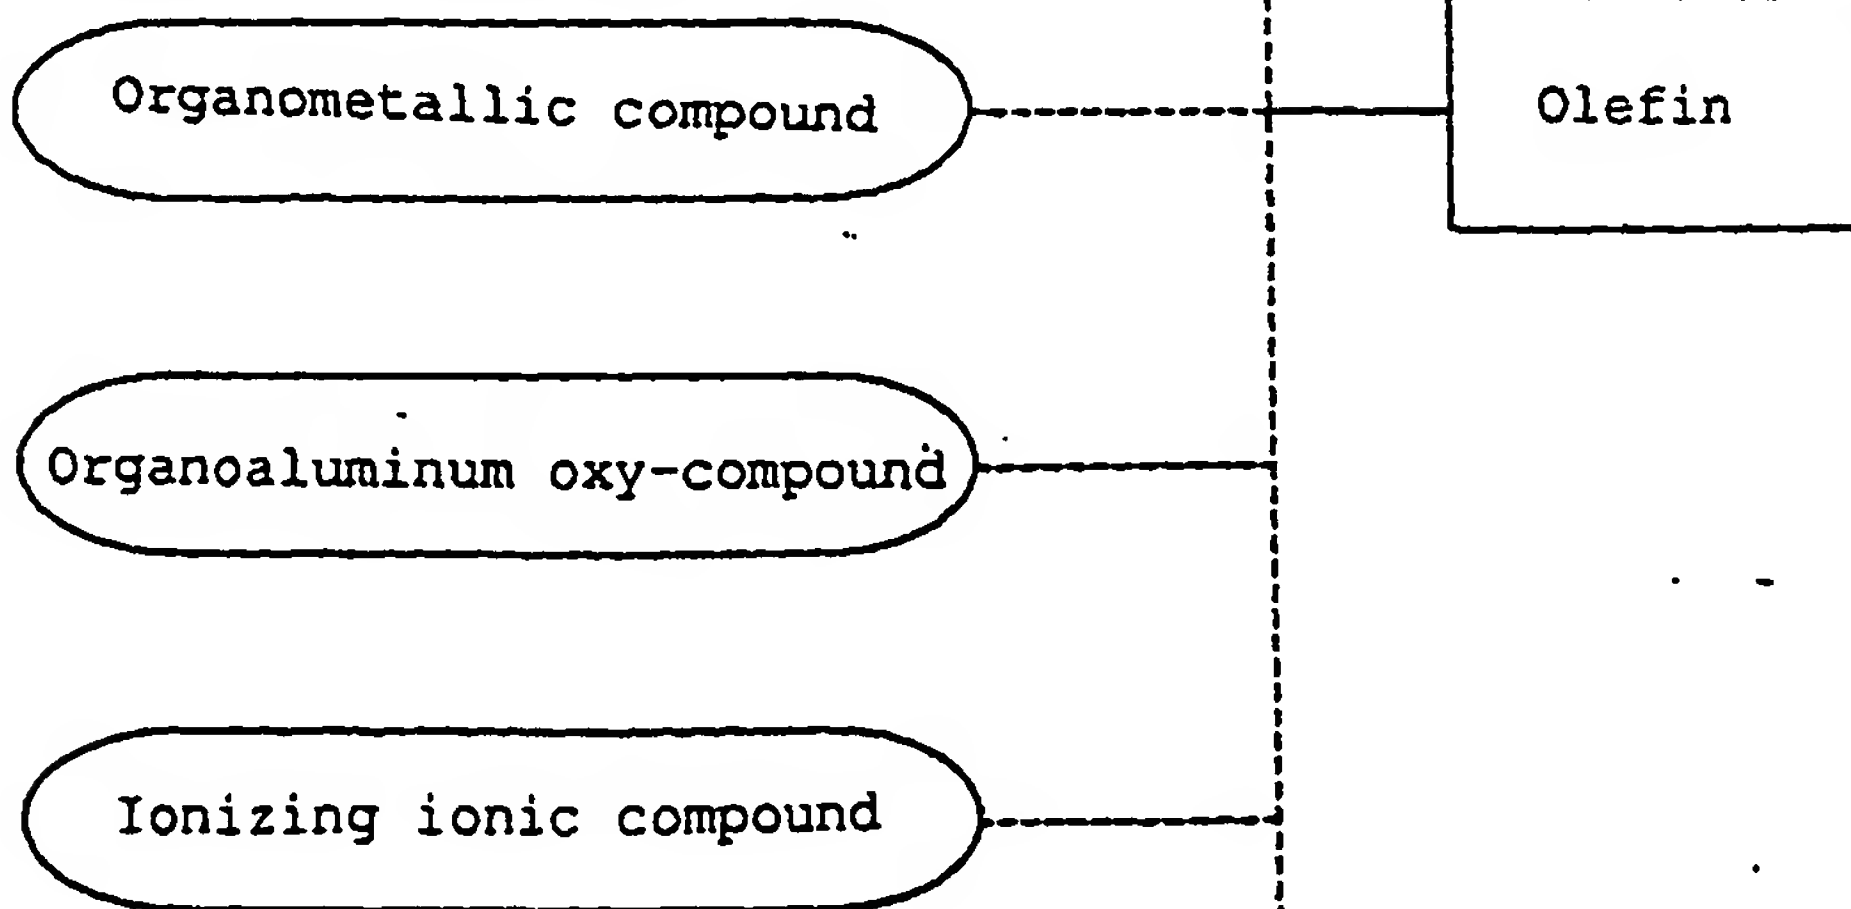 Organometallic compound
Olefin
Organoaluminum oxy-compound
Ionizing ionic compound